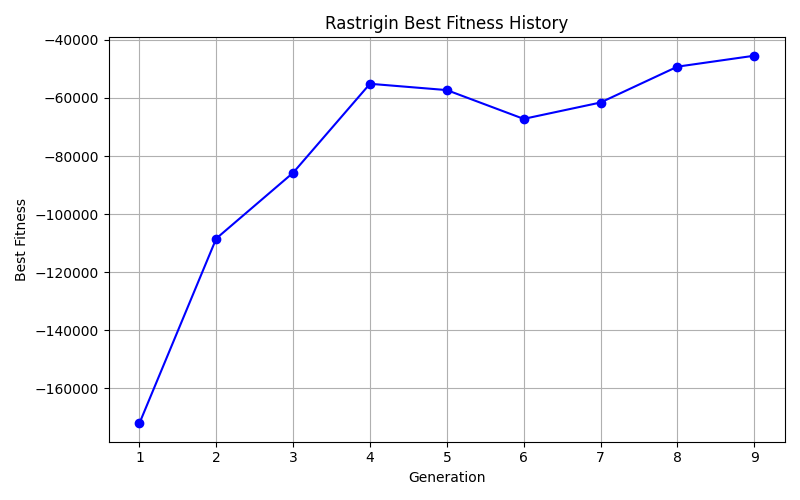 Rastrigin Best Fitness History
Best Fitness
−40000
−60000
−80000
−100000
−120000
−140000
−160000
1 2 3 4 5 6 7 8 9
Generation